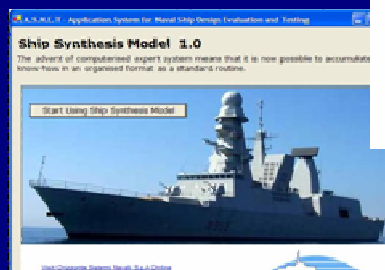 Application System for Naval Ship Design Evaluation and Testing
Ship Synthesis Model 1.0
The advent of computerised expert system means that it is now possible to accumulate
know-how in an organised format as a standard routine.
Start Using Ship Synthesis Model